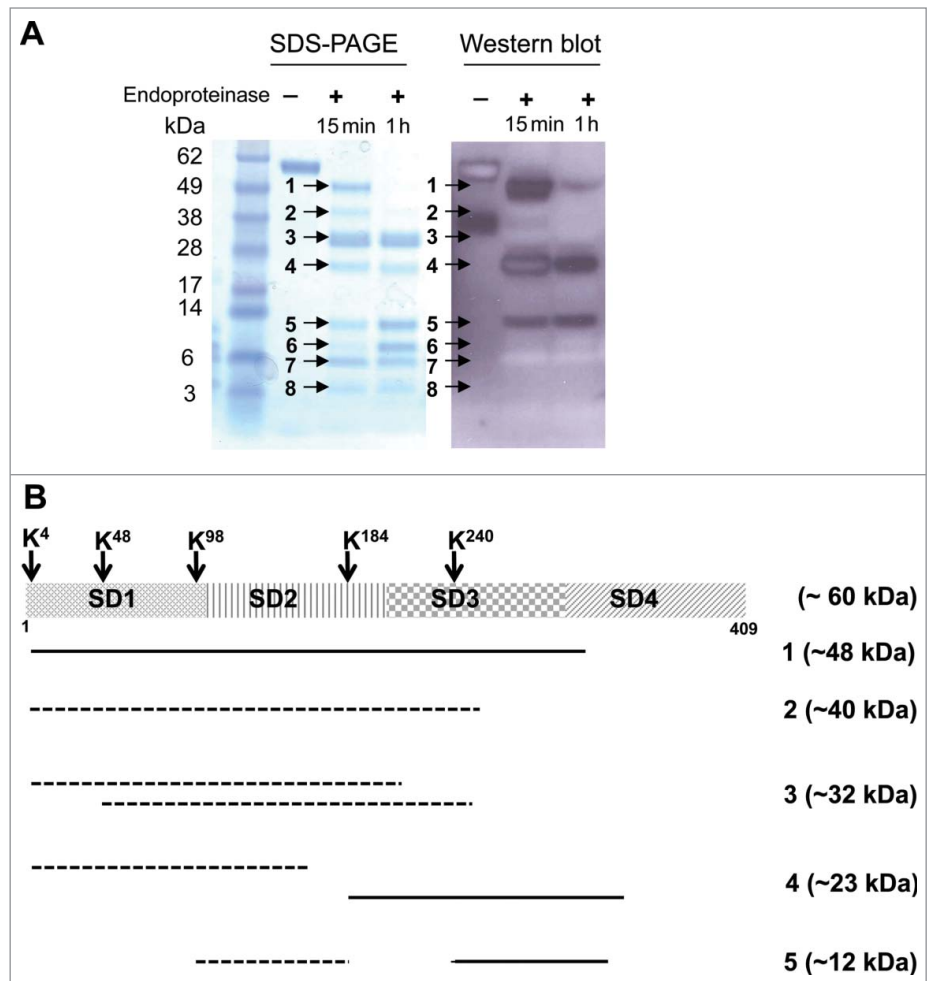 A
SDS-PAGE Western blot
Endoproteinase − + + − + +
kDa 15 min 1 h 15 min 1 h
62
49 1 1
38 2 2
28 3 3
4 4
17
14
5 5
6 6
6 7 7
3 8 8
B
K4 K48 K98 K184 K240
SD1 SD2 SD3 SD4 (~ 60 kDa)
1 409
1 (~48 kDa)
2 (~40 kDa)
3 (~32 kDa)
4 (~23 kDa)
5 (~12 kDa)